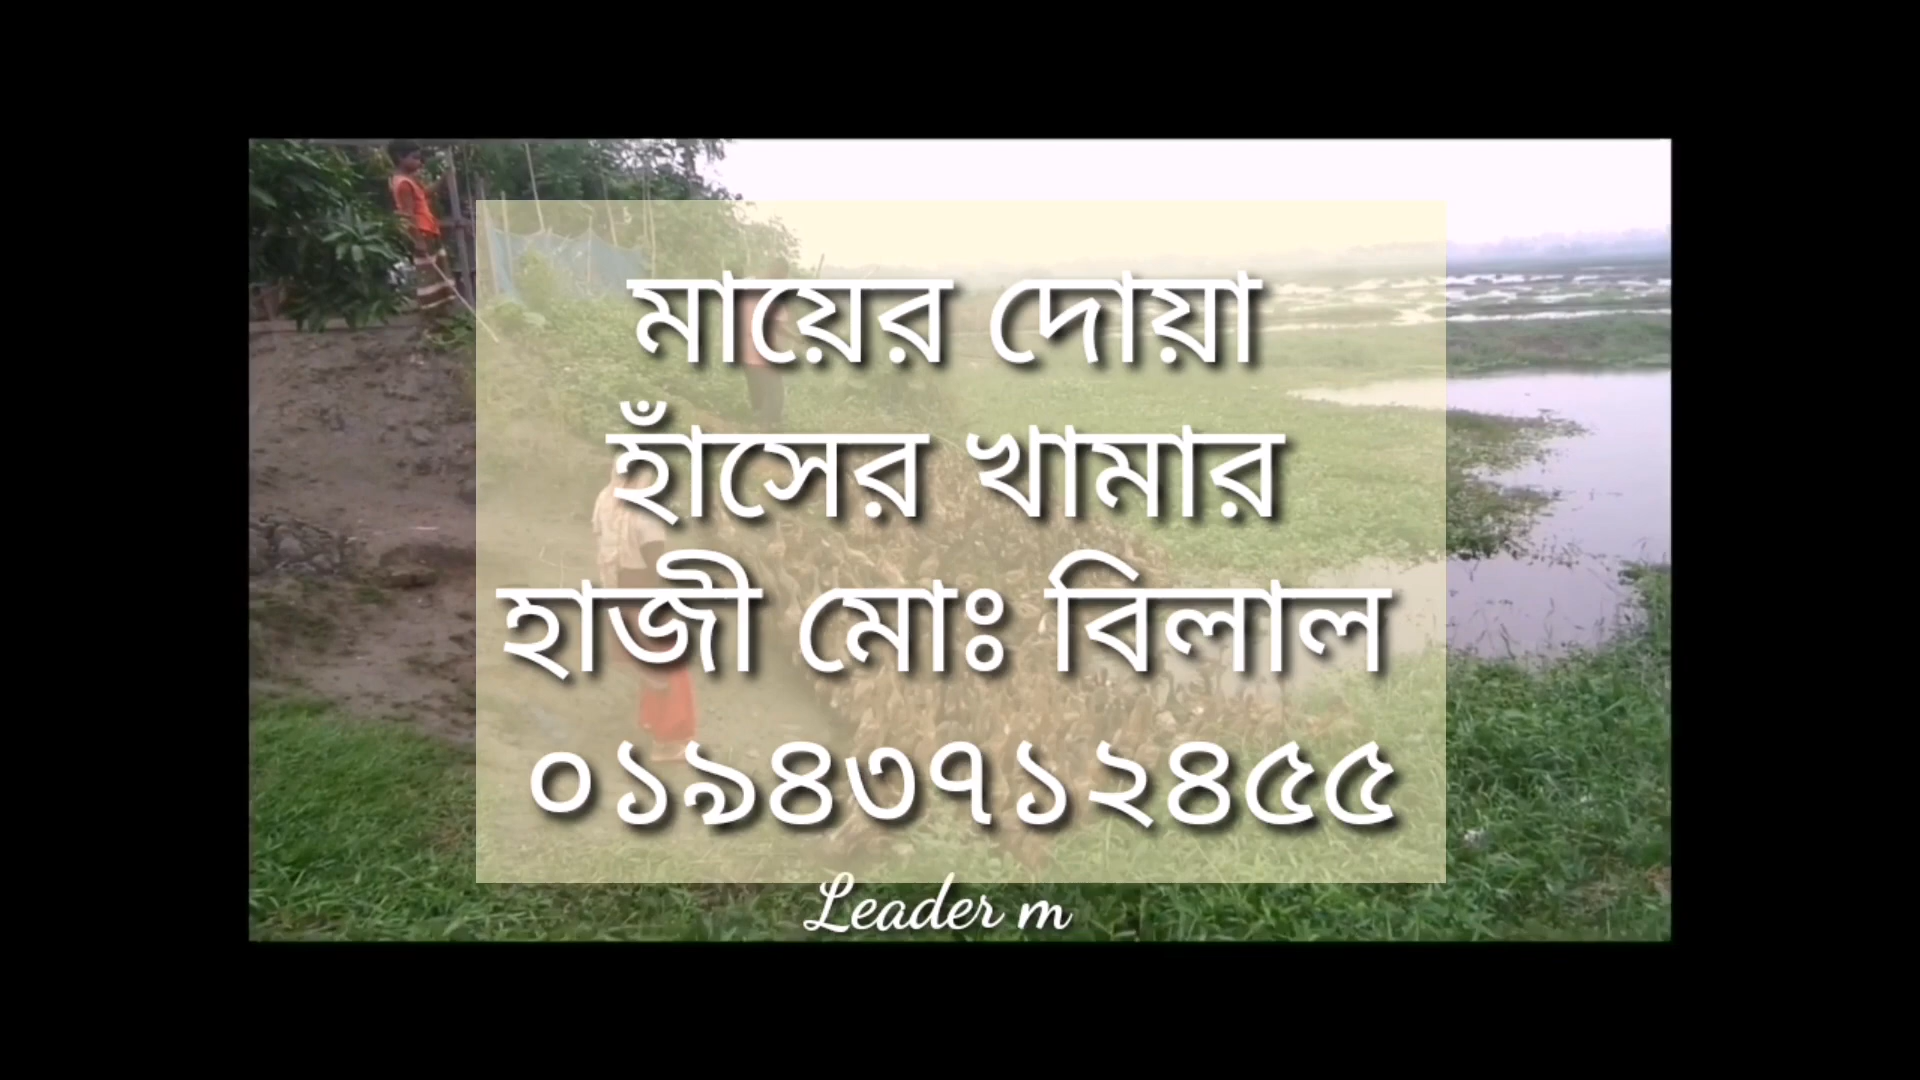 মায়ের দোয়া
হাঁসের খামার
হাজী মোঃ বিলাল
০১৯৪৩৭১২৪৫৫
Leader m